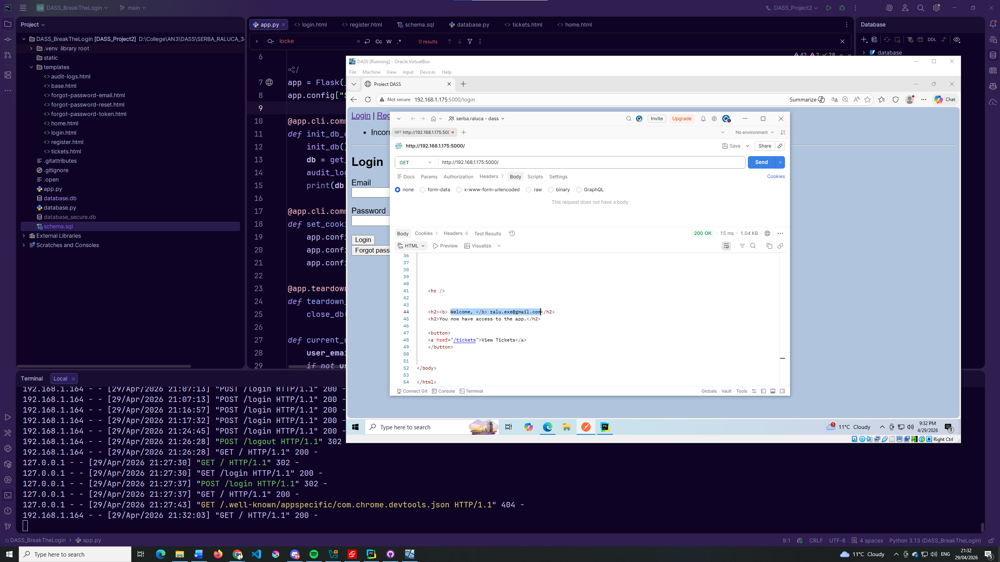 DA DASS_BreakTheLogin main DASS_Project2
Project
DASS_BreakTheLogin [DASS_Project2] D:\College\AN3\DASS\SERBA_RALUCA_3
.venv library root
static
templates
audit-logs.html
base.html
forgot-password-email.html
forgot-password-reset.html
forgot-password-token.html
home.html
login.html
register.html
tickets.html
.gitattributes
.gitignore
.open
app.py
database.db
database.py
database_secure.db
schema.sql
External Libraries
Scratches and Consoles
app.py login.html register.html schema.sql database.py tickets.html home.html
locke Cc W .* 0 results
42 2 28
Database
DDL
database
6
/
7 app = Flask(
8 app.config["S
9
10 @app.cli.comm
11 def init_db_c
12 init_db()
13 db = get_
14 audit_log
15 print(db.
16
17 @app.cli.comm
18 def set_cooki
19 app.confi
20 app.confi
21 app.confi
22
23 @app.teardown
24 def teardown_
25 close_db(
26
27 def current_u
28 user_emai
29 if not us
DASS [Running] - Oracle VirtualBox
File Machine View Input Devices Help
Project DASS
Not secure 192.168.1.175:5000/login Summarize Chat
Login | Reg
• Incorr
Login
Email
Password
Login
Forgot pass
serba.raluca - dass Invite Upgrade
GET http://192.168.1.175:500 No environment
HTTP http://192.168.1.175:5000/ Save Share
GET http://192.168.1.175:5000/ Send
Docs Params Authorization Headers 7 Body Scripts Settings Cookies
none form-data x-www-form-urlencoded raw binary GraphQL
This request does not have a body
Body Cookies 1 Headers 6 Test Results 200 OK • 15 ms • 1.04 KB
HTML Preview Visualize
36
37
38
39
40
41 <hr />
42
43
44 <h2><b> Welcome, </b> ralu.exe@gmail.com</h2>
45 <h2>You now have access to the app.</h2>
46
47 <button>
48 <a href="/tickets">View Tickets</a>
49 </button>
50
51
52 </body>
53
54 </html>
Connect Git Console Terminal Globals Vault Tools
Type here to search 1 11°C Cloudy 9:32 PM 4/29/2026 3
Right Ctrl
Terminal Local
192.168.1.164 - - [29/Apr/2026 21:07:13] "POST /login HTTP/1.1" 200 -
192.168.1.164 - - [29/Apr/2026 21:07:13] "POST /login HTTP/1.1" 200 -
192.168.1.164 - - [29/Apr/2026 21:16:57] "POST /login HTTP/1.1" 200 -
192.168.1.164 - - [29/Apr/2026 21:17:32] "POST /login HTTP/1.1" 200 -
192.168.1.164 - - [29/Apr/2026 21:24:45] "POST /login HTTP/1.1" 200 -
192.168.1.164 - - [29/Apr/2026 21:26:28] "POST /logout HTTP/1.1" 302
192.168.1.164 - - [29/Apr/2026 21:26:28] "GET / HTTP/1.1" 200 -
127.0.0.1 - - [29/Apr/2026 21:27:30] "GET / HTTP/1.1" 302 -
127.0.0.1 - - [29/Apr/2026 21:27:30] "GET /login HTTP/1.1" 200 -
127.0.0.1 - - [29/Apr/2026 21:27:37] "POST /login HTTP/1.1" 302 -
127.0.0.1 - - [29/Apr/2026 21:27:37] "GET / HTTP/1.1" 200 -
127.0.0.1 - - [29/Apr/2026 21:27:43] "GET /.well-known/appspecific/com.chrome.devtools.json HTTP/1.1" 404 -
192.168.1.164 - - [29/Apr/2026 21:32:03] "GET / HTTP/1.1" 200 -
DASS_BreakTheLogin > app.py 9:1 CRLF UTF-8 4 spaces Python 3.13 (DASS_BreakTheLogin)
Type here to search 11°C Cloudy ENG 21:32 29/04/2026 5